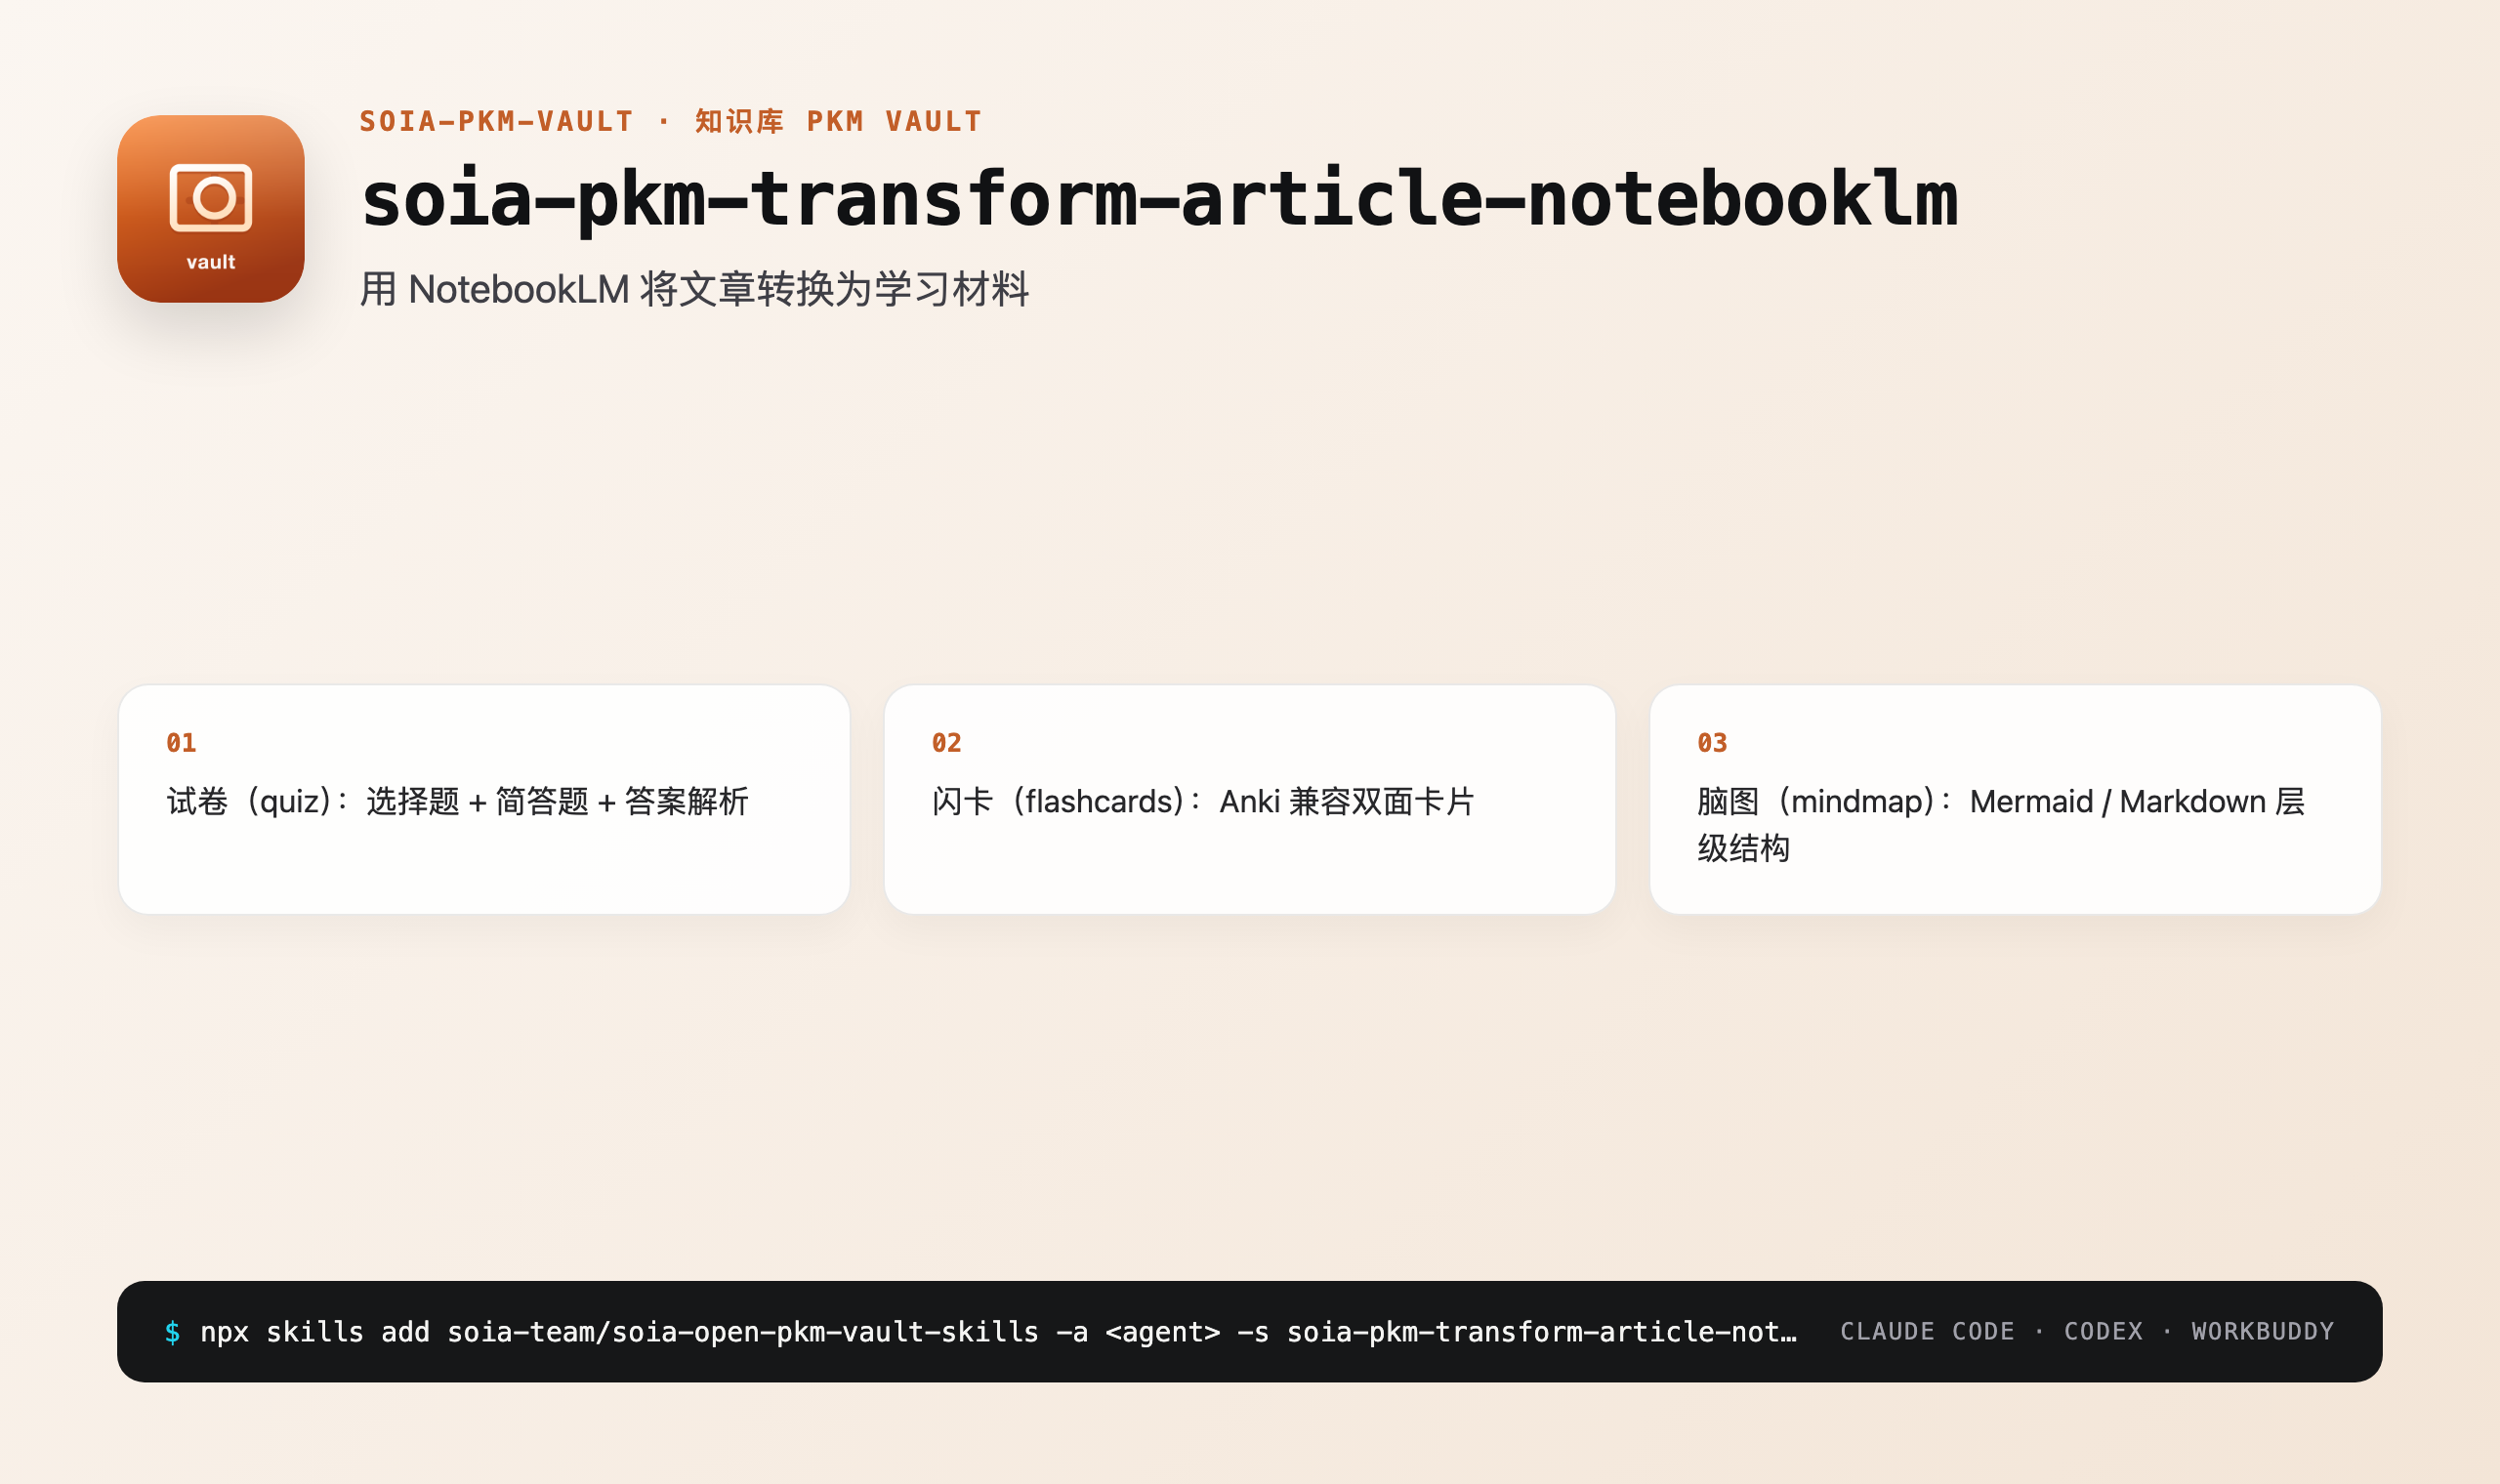 SOIA-PKM-VAULT · 知识库 PKM VAULT
soia-pkm-transform-article-notebooklm
用 NotebookLM 将文章转换为学习材料
vault
01
试卷（quiz）：选择题 + 简答题 + 答案解析
02
闪卡（flashcards）：Anki 兼容双面卡片
03
脑图（mindmap）：Mermaid / Markdown 层
级结构
$ npx skills add soia-team/soia-open-pkm-vault-skills -a <agent> -s soia-pkm-transform-article-not…
CLAUDE CODE · CODEX · WORKBUDDY